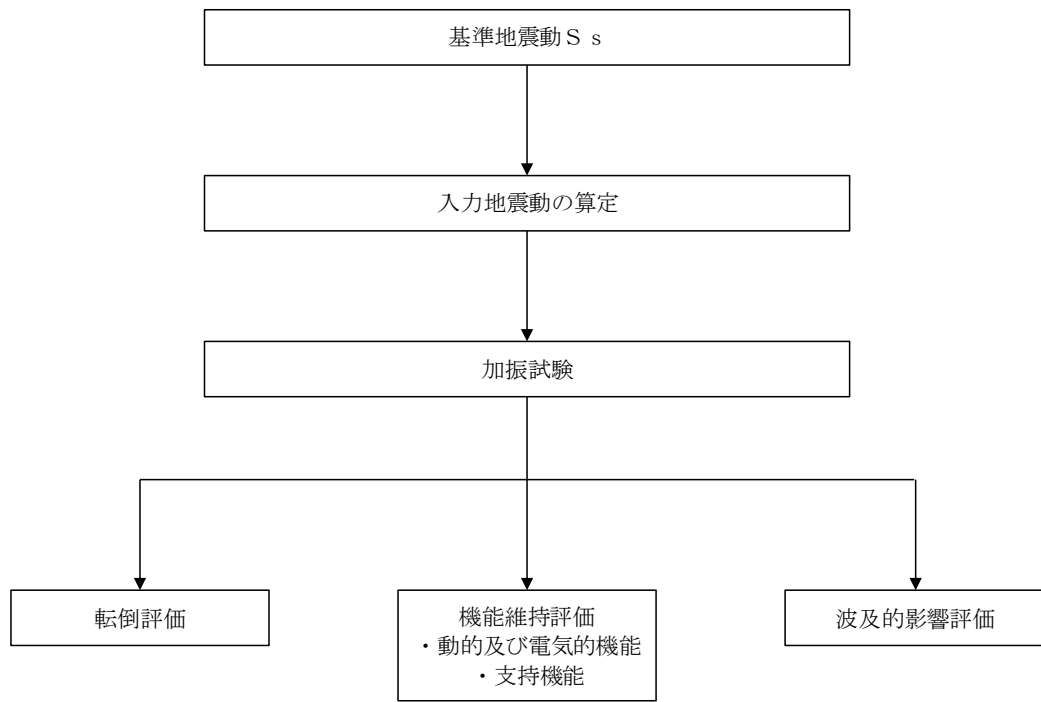 基準地震動Ｓｓ
入力地震動の算定
加振試験
転倒評価
機能維持評価
・動的及び電気的機能
・支持機能
波及的影響評価